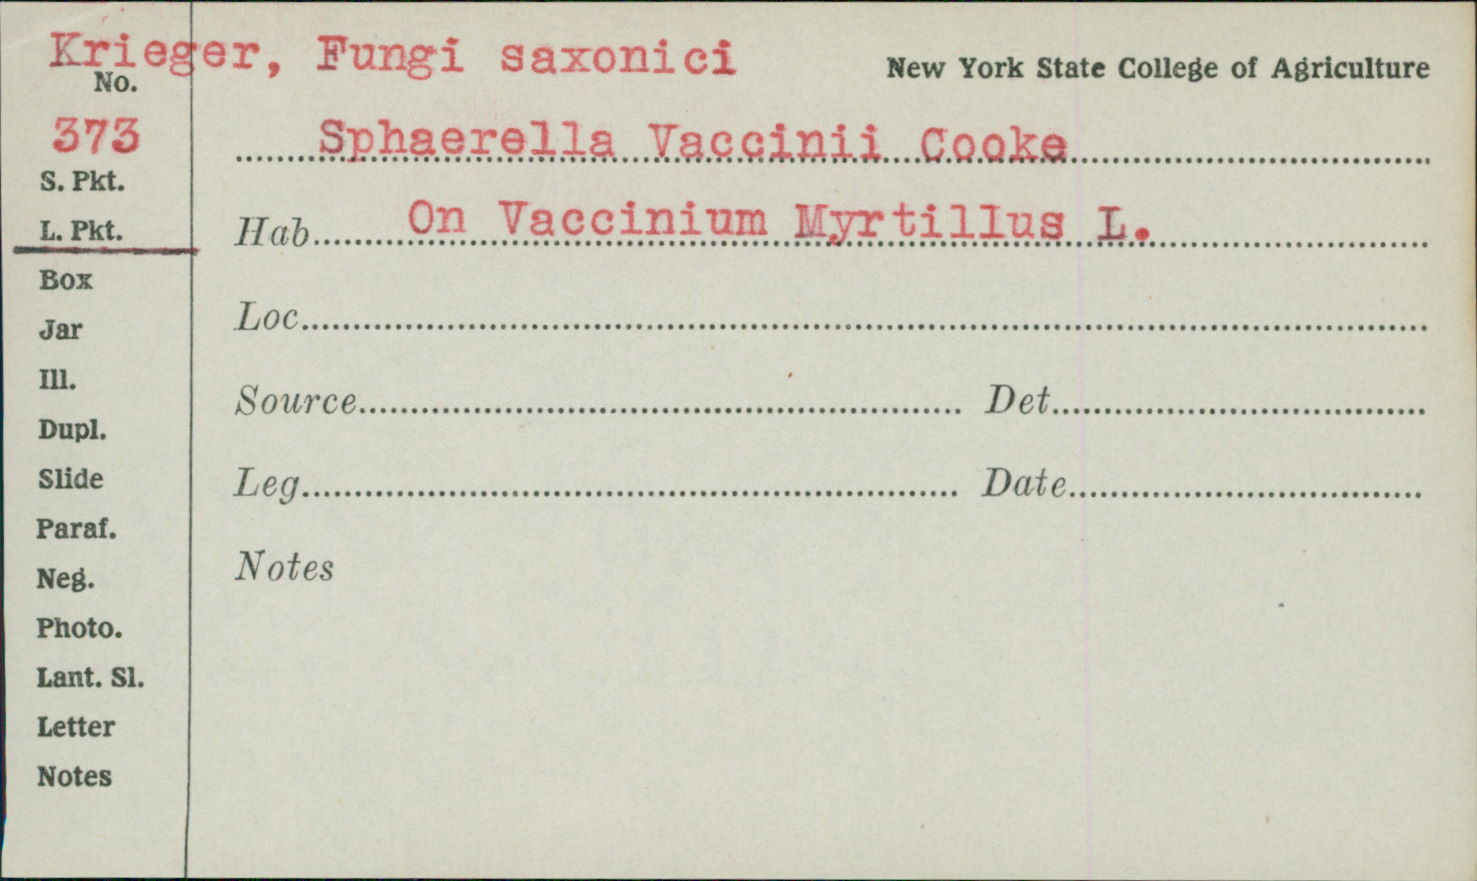 Krieger, Fungi saxonici
New York State College of Agriculture
No.
373
Sphaerella Vaccinii Cooke
S. Pkt.
L. Pkt.
Hab. On Vaccinium Myrtillus L.
Box
Loc.
Jar
Ill.
Source Det.
Dupl.
Slide
Leg. Date
Paraf.
Notes
Neg.
Photo.
Lant. Sl.
Letter
Notes